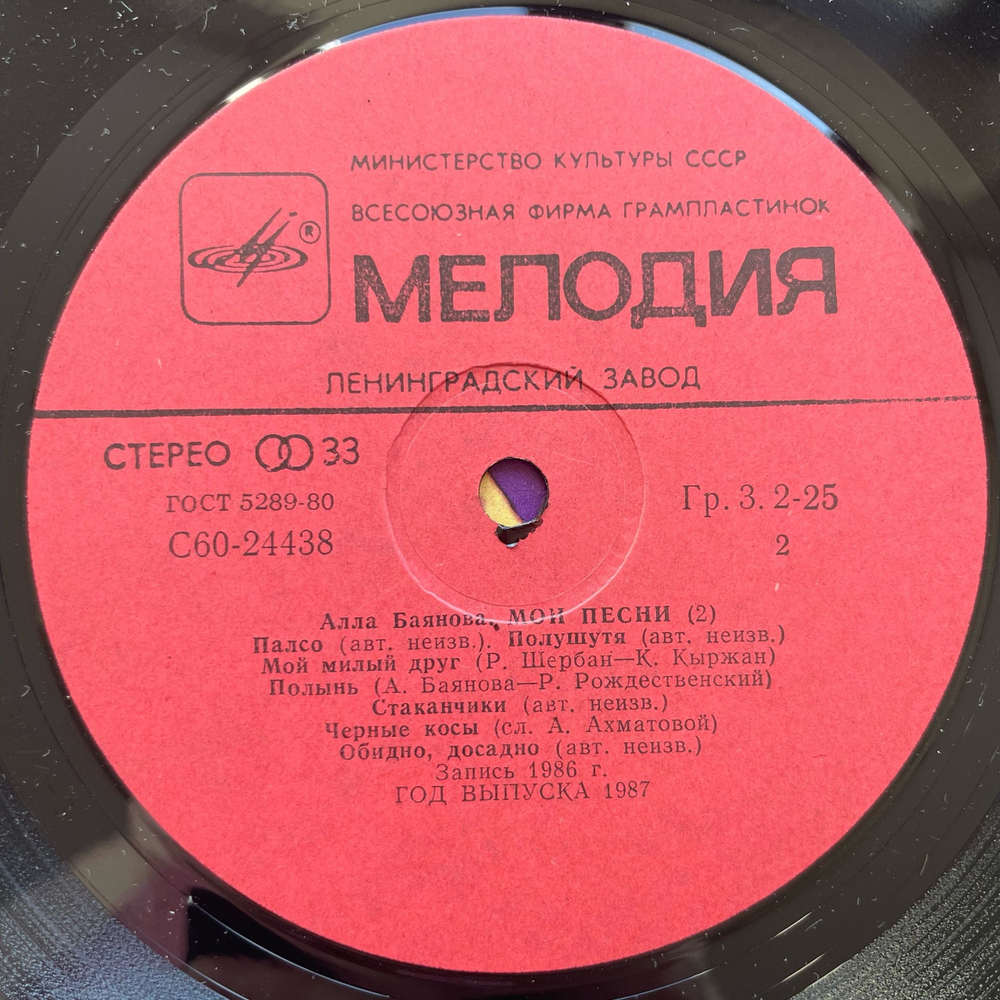 МИНИСТЕРСТВО КУЛЬТУРЫ СССР
ВСЕСОЮЗНАЯ ФИРМА ГРАМПЛАСТИНОК
®
МЕЛОДИЯ
ЛЕНИНГРАДСКИЙ ЗАВОД
СТЕРЕО 33
ГОСТ 5289-80
Гр. 3. 2-25
С60-24438
2
Алла Баянова. МОИ ПЕСНИ (2)
Палсо (авт. неизв.). Полушутя (авт. неизв.)
Мой милый друг (Р. Шербан—К. Кыржан)
Полынь (А. Баянова—Р. Рождественский)
Стаканчики (авт. неизв.)
Черные косы (сл. А. Ахматовой)
Обидно, досадно (авт. неизв.)
Запись 1986 г.
ГОД ВЫПУСКА 1987